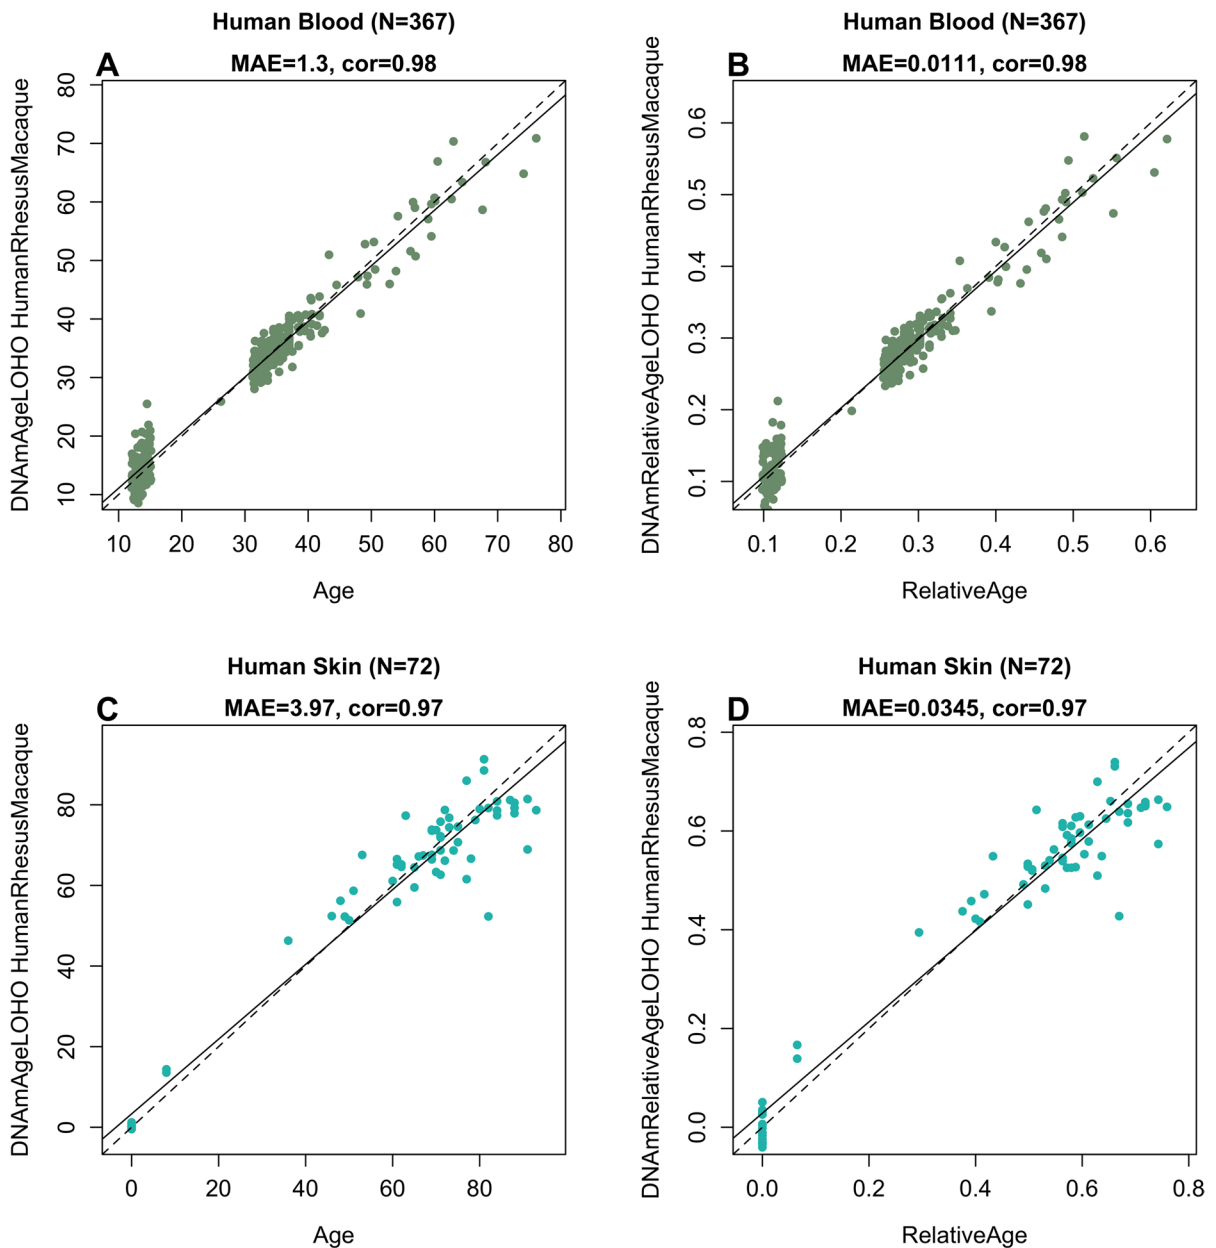 Human Blood (N=367)
A
MAE=1.3, cor=0.98
DNAmAgeLOHO HumanRhesusMacaque
80
70
60
50
40
30
20
10
10 20 30 40 50 60 70 80
Age
Human Blood (N=367)
B
MAE=0.0111, cor=0.98
DNAmRelativeAgeLOHO HumanRhesusMacaque
0.6
0.5
0.4
0.3
0.2
0.1
0.1 0.2 0.3 0.4 0.5 0.6
RelativeAge
Human Skin (N=72)
C
MAE=3.97, cor=0.97
DNAmAgeLOHO HumanRhesusMacaque
80
60
40
20
0
0 20 40 60 80
Age
Human Skin (N=72)
D
MAE=0.0345, cor=0.97
DNAmRelativeAgeLOHO HumanRhesusMacaque
0.8
0.6
0.4
0.2
0.0
0.0 0.2 0.4 0.6 0.8
RelativeAge